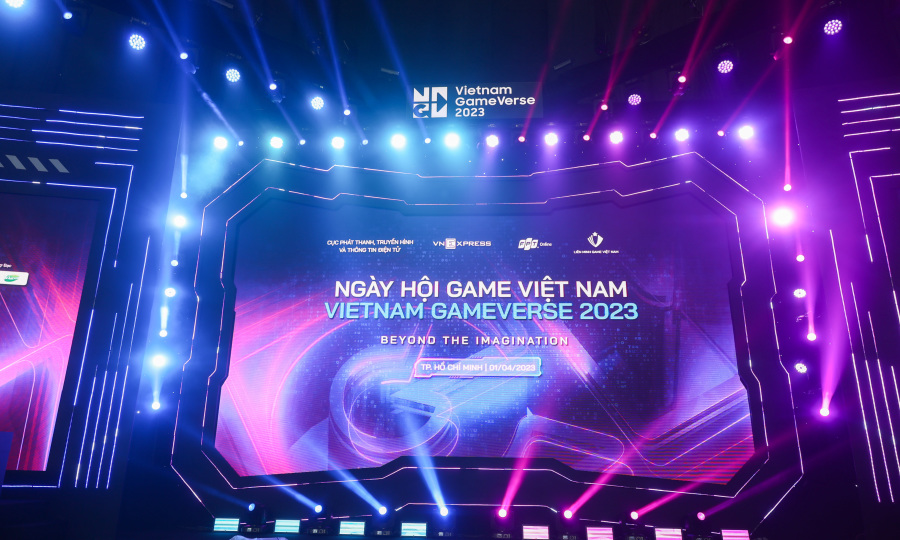 Vietnam
GameVerse
2023
CỤC PHÁT THANH, TRUYỀN HÌNH
VÀ THÔNG TIN ĐIỆN TỬ
VNEXPRESS
FPT Online
LIÊN MINH GAME VIỆT NAM
NGÀY HỘI GAME VIỆT NAM
VIETNAM GAMEVERSE 2023
BEYOND THE IMAGINATION
TP. HỒ CHÍ MINH | 01/04/2023